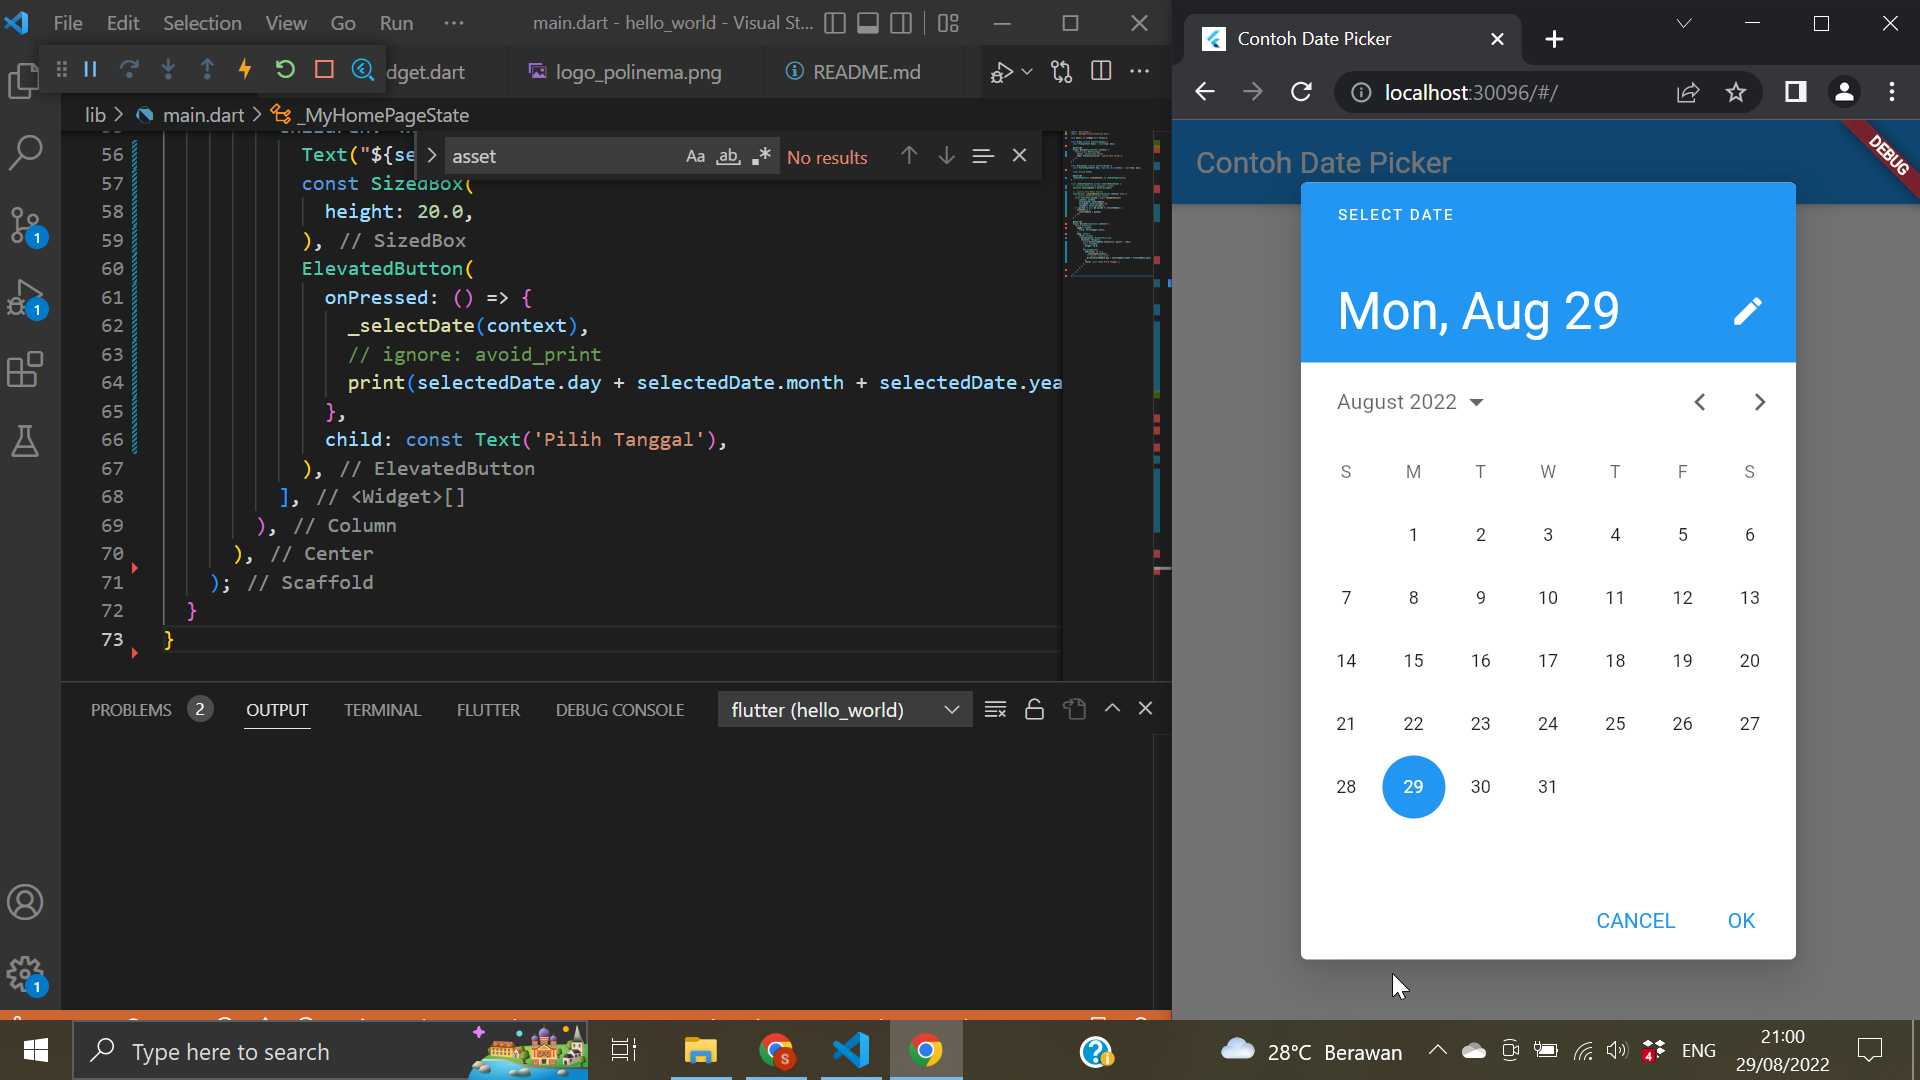 File Edit Selection View Go Run ··· main.dart - hello_world - Visual St...
dget.dart logo_polinema.png README.md
lib > main.dart > _MyHomePageState
asset Aa ab .* No results
56 Text("${se
57 const SizedBox(
58 height: 20.0,
59 ), // SizedBox
60 ElevatedButton(
61 onPressed: () => {
62 _selectDate(context),
63 // ignore: avoid_print
64 print(selectedDate.day + selectedDate.month + selectedDate.yea
65 },
66 child: const Text('Pilih Tanggal'),
67 ), // ElevatedButton
68 ], // <Widget>[]
69 ), // Column
70 ), // Center
71 ); // Scaffold
72 }
73 }
1
1
1
PROBLEMS 2 OUTPUT TERMINAL FLUTTER DEBUG CONSOLE flutter (hello_world)
Contoh Date Picker
localhost:30096/#/
Contoh Date Picker
DEBUG
SELECT DATE
Mon, Aug 29
August 2022
S M T W T F S
1 2 3 4 5 6
7 8 9 10 11 12 13
14 15 16 17 18 19 20
21 22 23 24 25 26 27
28 29 30 31
CANCEL OK
Type here to search
S
28°C Berawan
4
ENG
21:00
29/08/2022